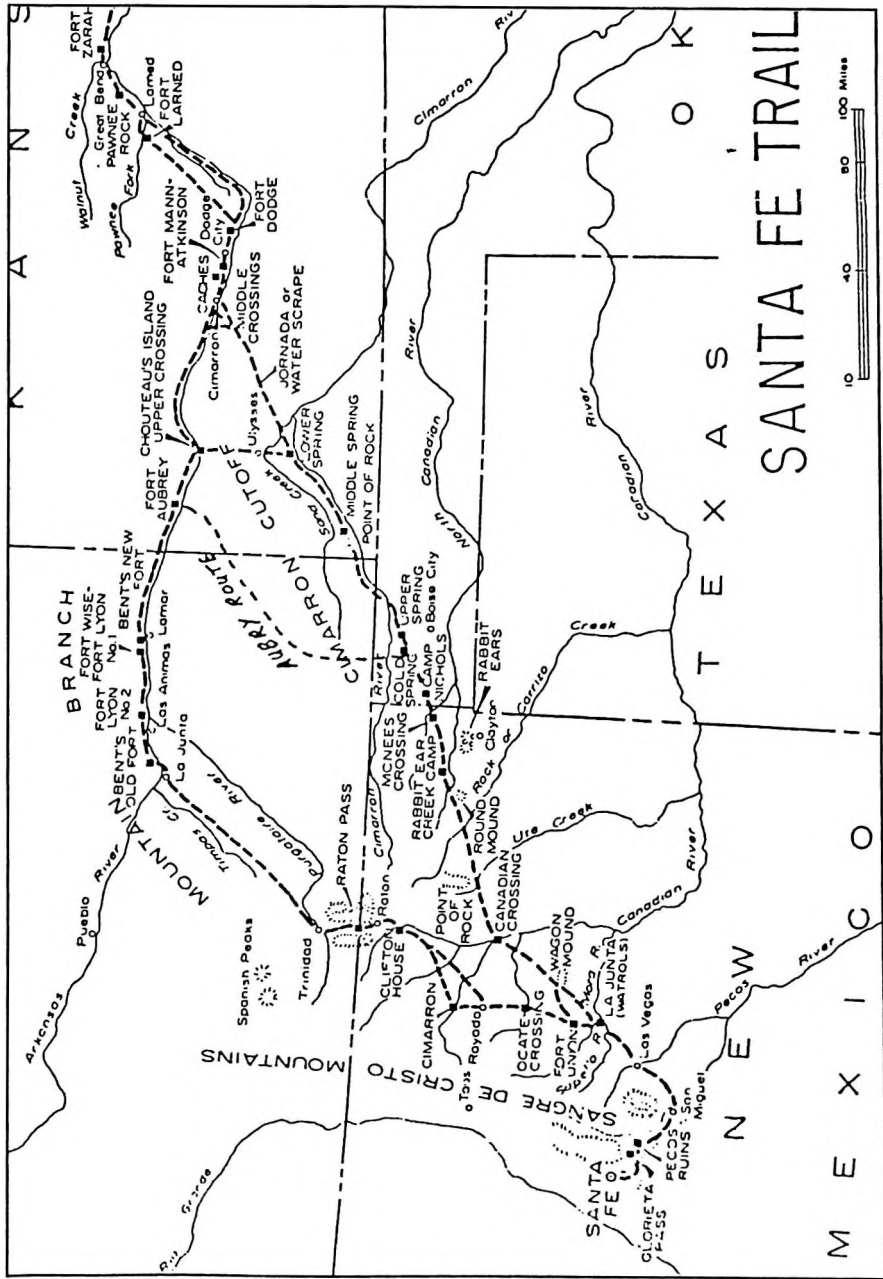 SANTA FE TRAIL
100 Miles
80
40
10
K A N S
O K
T E X A S
N E W
M E X I C O
FORT
ZARAH
Great Bend
Walnut Creek
PAWNEE
ROCK
Larned
FORT
LARNED
Pawnee Fork
FORT MANN-
ATKINSON
Dodge
City
FORT
DODGE
CACHES
Cimarron
MIDDLE
CROSSINGS
JORNADA or
WATER SCRAPE
CHOUTEAU'S ISLAND
UPPER CROSSING
Ulysses
LOWER
SPRING
CUTOFF
Sand Creek
MIDDLE SPRING
POINT OF ROCK
FORT
AUBREY
AUBRY ROUTE
CIMARRON
BRANCH
MOUNTAIN
BENT'S NEW
FORT
FORT WISE-
FORT LYON
No. 1
Lamar
FORT
LYON
No. 2
Las Animas
BENT'S
OLD FORT
La Junta
Timpas Cr.
Purgatoire River
Pueblo
Arkansas River
Spanish Peaks
Trinidad
RATON PASS
Raton
CLIFTON
HOUSE
Cimarron River
Cimarron River
UPPER
SPRING
Boise City
COLD
SPRING
CAMP
NICHOLS
MCNEES
CROSSING
RABBIT EAR
CREEK CAMP
RABBIT
EARS
Clayton
ROUND
MOUND
Rock
Carrizo Creek
Ute Creek
POINT
OF
ROCK
CANADIAN
CROSSING
North Canadian River
Canadian River
Canadian River
CIMARRON
Rayado
Taos
OCATE
CROSSING
WAGON
MOUND
FORT
UNION
Mora R.
LA JUNTA
(WATROLS)
Las Vegas
Pecos River
San
Miguel
PECOS
RUINS
SANTA
FE
GLORIETA
PASS
SANGRE DE CRISTO
MOUNTAINS
Rio Grande